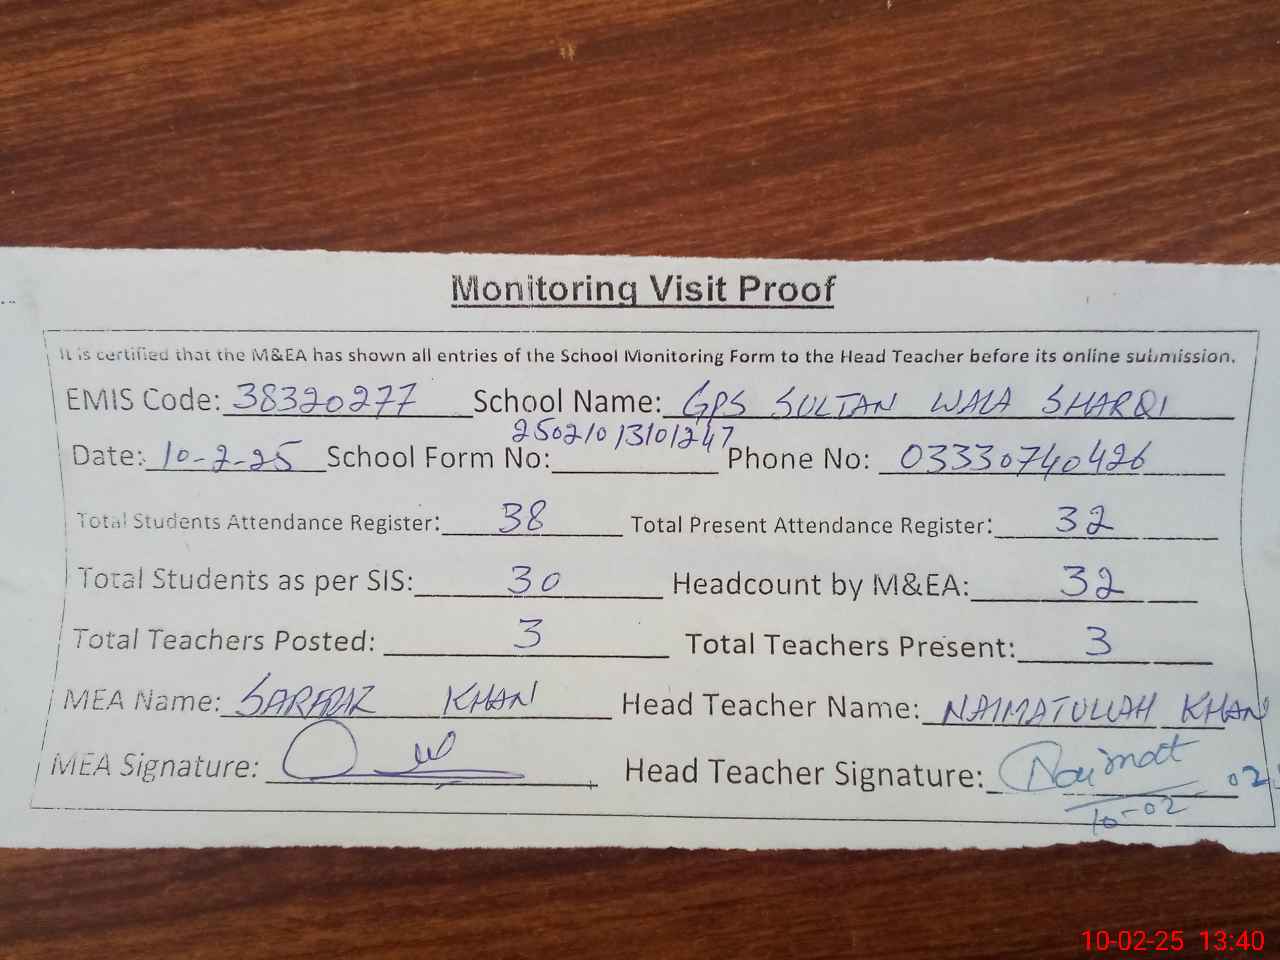 Monitoring Visit Proof
It is certified that the M&EA has shown all entries of the School Monitoring Form to the Head Teacher before its online submission.
EMIS Code: 38320277 School Name: GPS SULTAN WALA SHARQI
25021013101247
Date: 10-2-25 School Form No: Phone No: 03330740426
Total Students Attendance Register: 38 Total Present Attendance Register: 32
Total Students as per SIS: 30 Headcount by M&EA: 32
Total Teachers Posted: 3 Total Teachers Present: 3
MEA Name: SARFRAZ KHAN Head Teacher Name: NAIMATULLAH KHAN
MEA Signature: Head Teacher Signature: Naimat
10-02
10-02-25 13:40